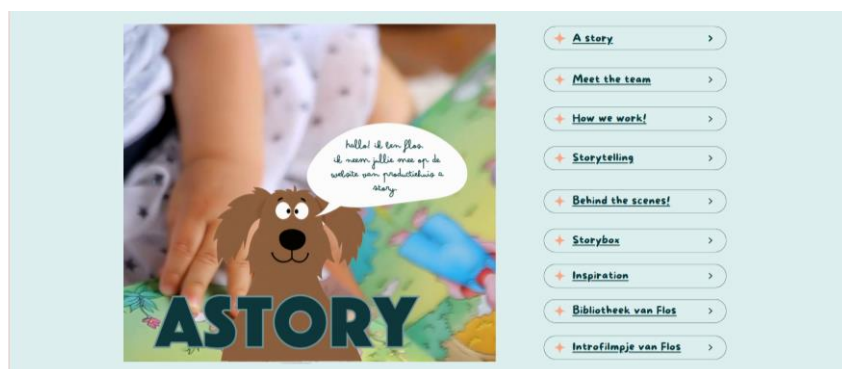 hallo! ik ben flos.
ik neem jullie mee op de
website van productiehuis a
story.
ASTORY
A story
Meet the team
How we work!
Storytelling
Behind the scenes!
Storybox
Inspiration
Bibliotheek van Flos
Introfilmpje van Flos